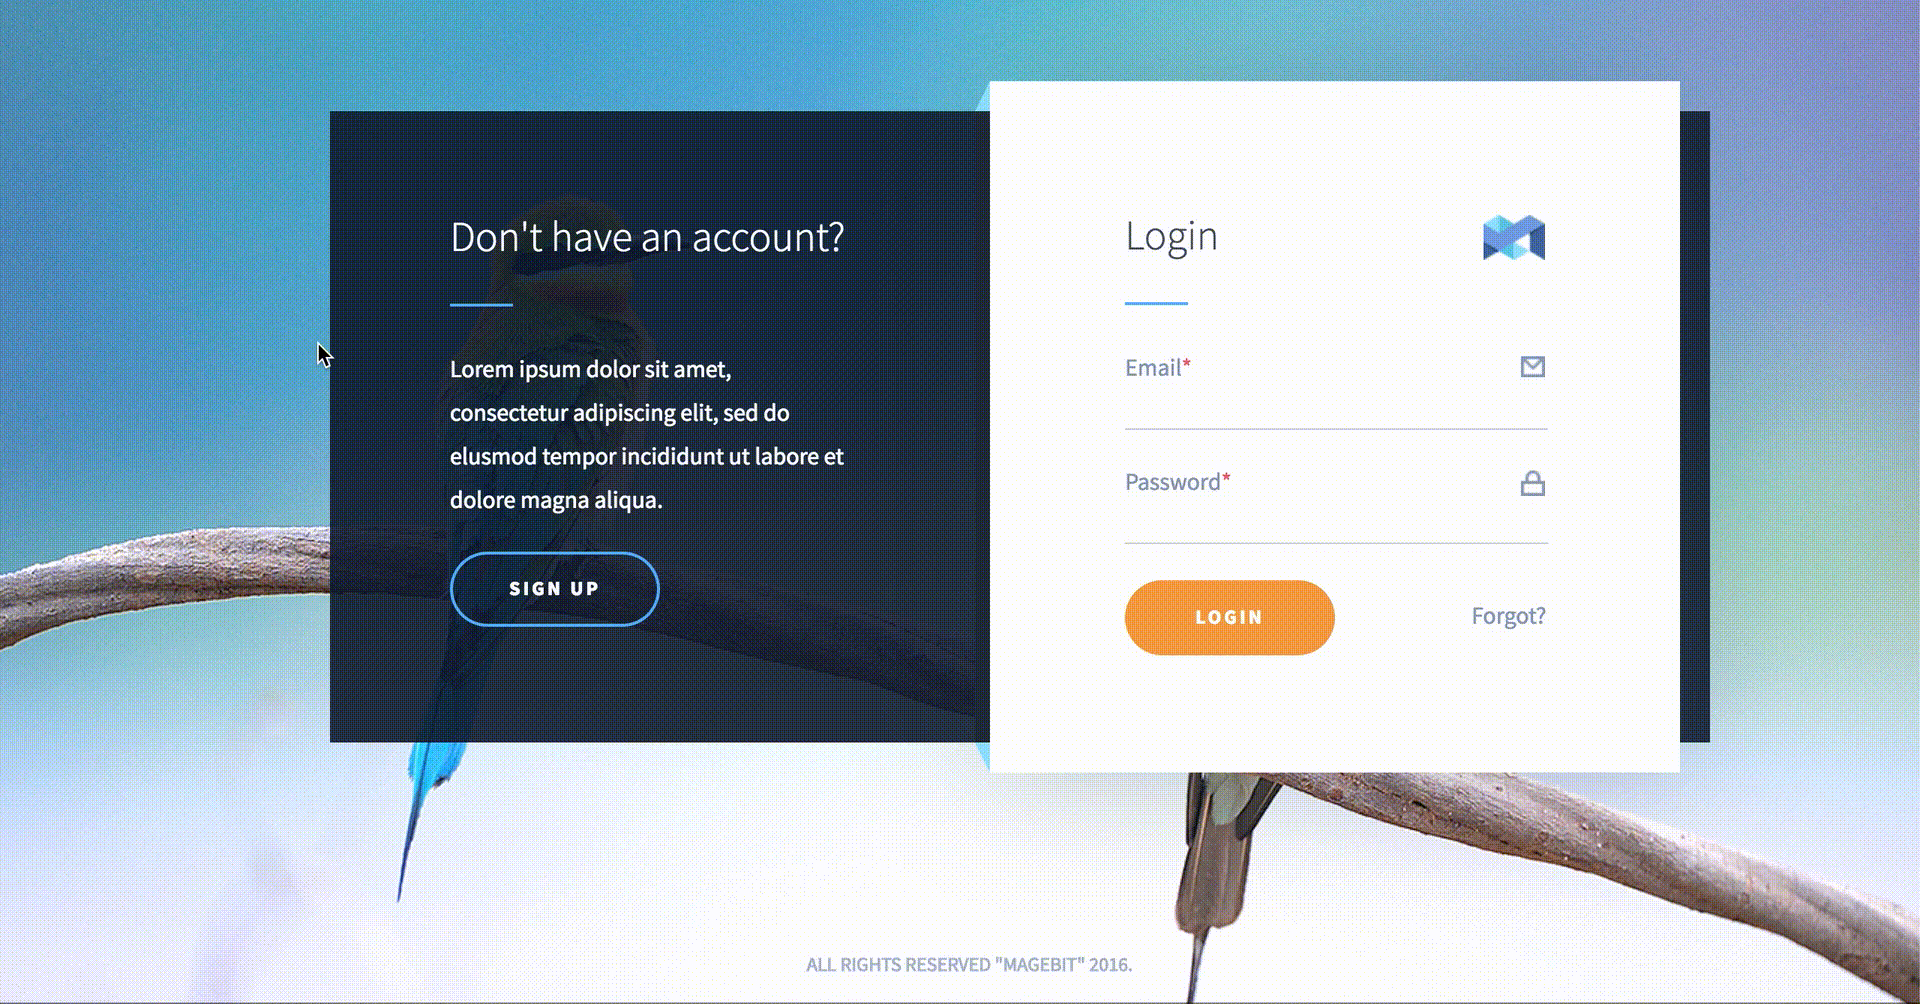 Don't have an account?
Lorem ipsum dolor sit amet,
consectetur adipiscing elit, sed do
elusmod tempor incididunt ut labore et
dolore magna aliqua.
SIGN UP
Login
Email*
Password*
LOGIN
Forgot?
ALL RIGHTS RESERVED "MAGEBIT" 2016.